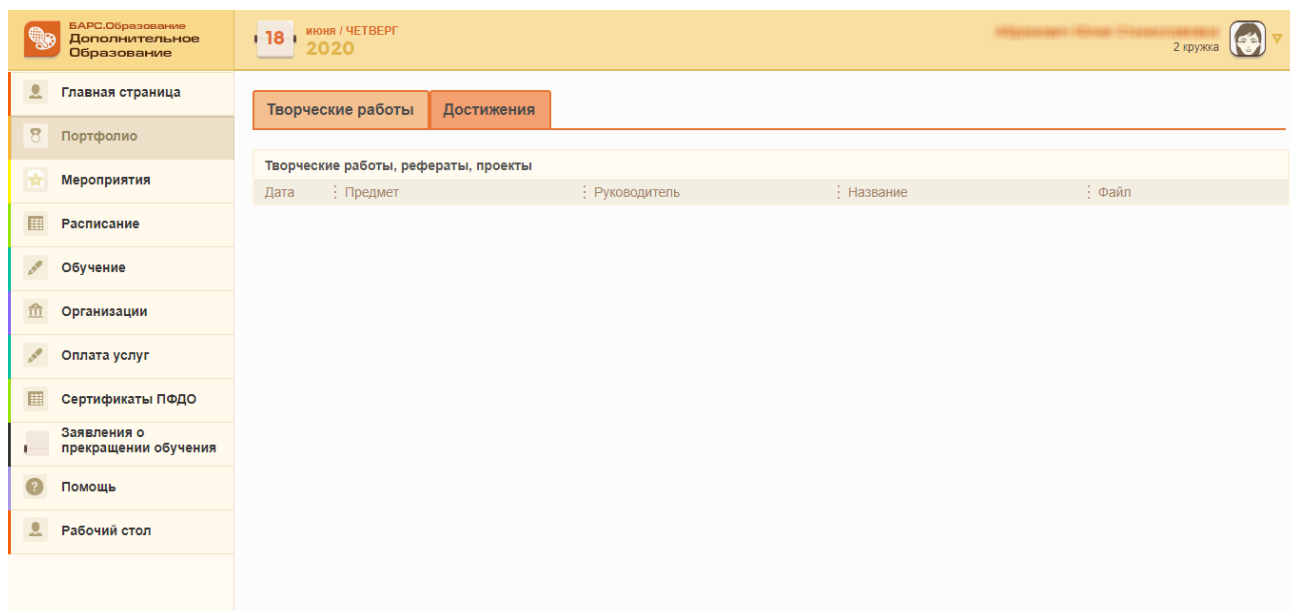 БАРС.Образование
Дополнительное
Образование
18
июня / ЧЕТВЕРГ
2020
2 кружка
Главная страница
Портфолио
Мероприятия
Расписание
Обучение
Организации
Оплата услуг
Сертификаты ПФДО
Заявления о
прекращении обучения
Помощь
Рабочий стол
Творческие работы Достижения
Творческие работы, рефераты, проекты
Дата Предмет Руководитель Название Файл